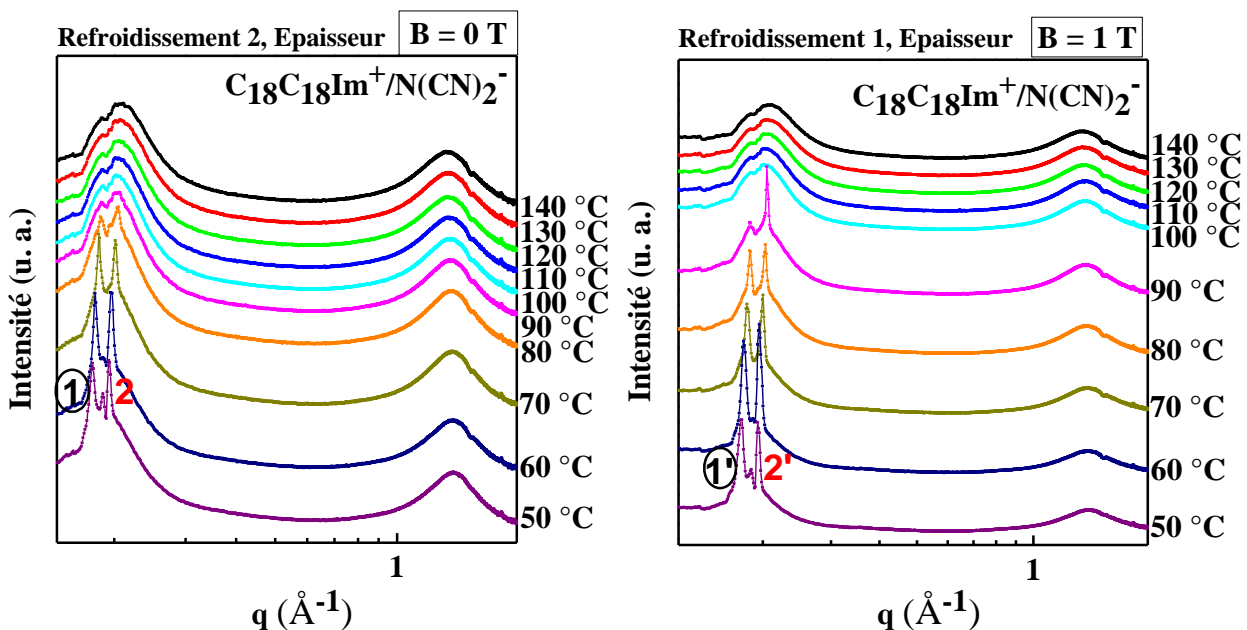 Refroidissement 2, Epaisseur
B = 0 T
C18C18Im+/N(CN)2-
Intensité (u. a.)
140 °C
130 °C
120 °C
110 °C
100 °C
90 °C
80 °C
70 °C
60 °C
50 °C
1
2
1
q (Å-1)
Refroidissement 1, Epaisseur
B = 1 T
C18C18Im+/N(CN)2-
Intensité (u. a.)
140 °C
130 °C
120 °C
110 °C
100 °C
90 °C
80 °C
70 °C
60 °C
50 °C
1'
2'
1
q (Å-1)